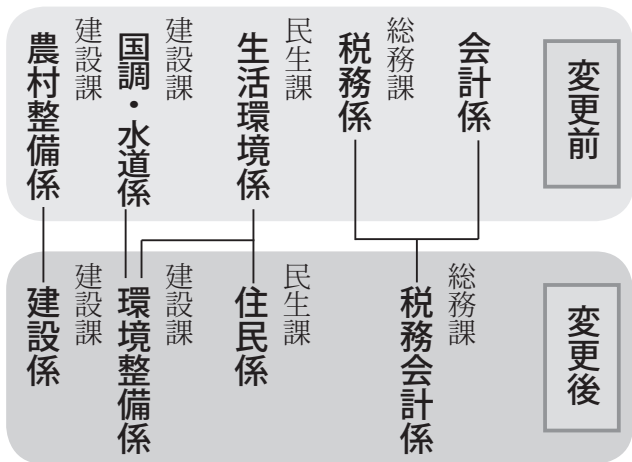 変更前
会計係
総務課
税務係
民生課
生活環境係
建設課
国調・水道係
建設課
農村整備係
変更後
総務課
税務会計係
民生課
住民係
建設課
環境整備係
建設課
建設係